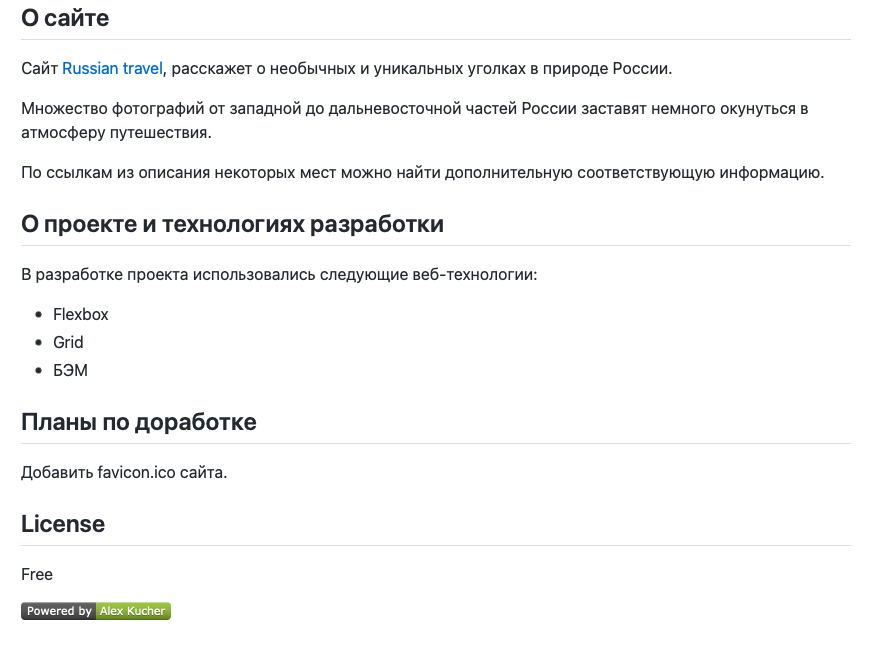 О сайте
Сайт Russian travel, расскажет о необычных и уникальных уголках в природе России.
Множество фотографий от западной до дальневосточной частей России заставят немного окунуться в
атмосферу путешествия.
По ссылкам из описания некоторых мест можно найти дополнительную соответствующую информацию.
О проекте и технологиях разработки
В разработке проекта использовались следующие веб-технологии:
• Flexbox
• Grid
• БЭМ
Планы по доработке
Добавить favicon.ico сайта.
License
Free
Powered by Alex Kucher